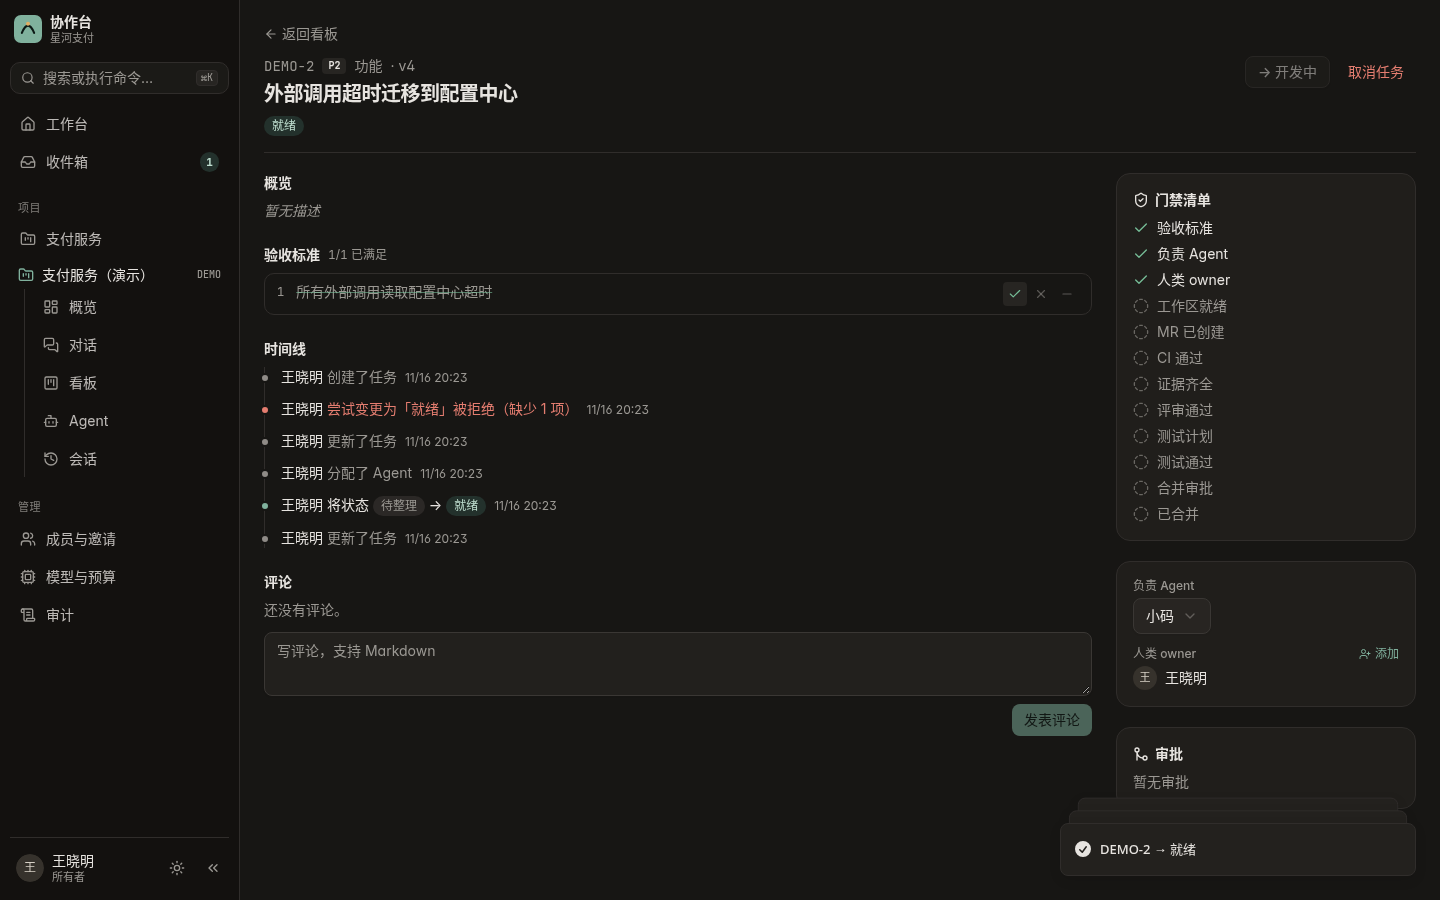 协作台
星河支付
搜索或执行命令... ⌘K
工作台
收件箱 1
项目
支付服务
支付服务（演示） DEMO
概览
对话
看板
Agent
会话
管理
成员与邀请
模型与预算
审计
王 王晓明
所有者
返回看板
DEMO-2 P2 功能 · v4
外部调用超时迁移到配置中心
就绪
→ 开发中 取消任务
概览
暂无描述
验收标准 1/1 已满足
1 所有外部调用读取配置中心超时
时间线
王晓明 创建了任务 11/16 20:23
王晓明 尝试变更为「就绪」被拒绝（缺少 1 项） 11/16 20:23
王晓明 更新了任务 11/16 20:23
王晓明 分配了 Agent 11/16 20:23
王晓明 将状态 待整理 → 就绪 11/16 20:23
王晓明 更新了任务 11/16 20:23
评论
还没有评论。
写评论，支持 Markdown
发表评论
门禁清单
验收标准
负责 Agent
人类 owner
工作区就绪
MR 已创建
CI 通过
证据齐全
评审通过
测试计划
测试通过
合并审批
已合并
负责 Agent
小码
人类 owner 添加
王 王晓明
审批
暂无审批
DEMO-2 → 就绪